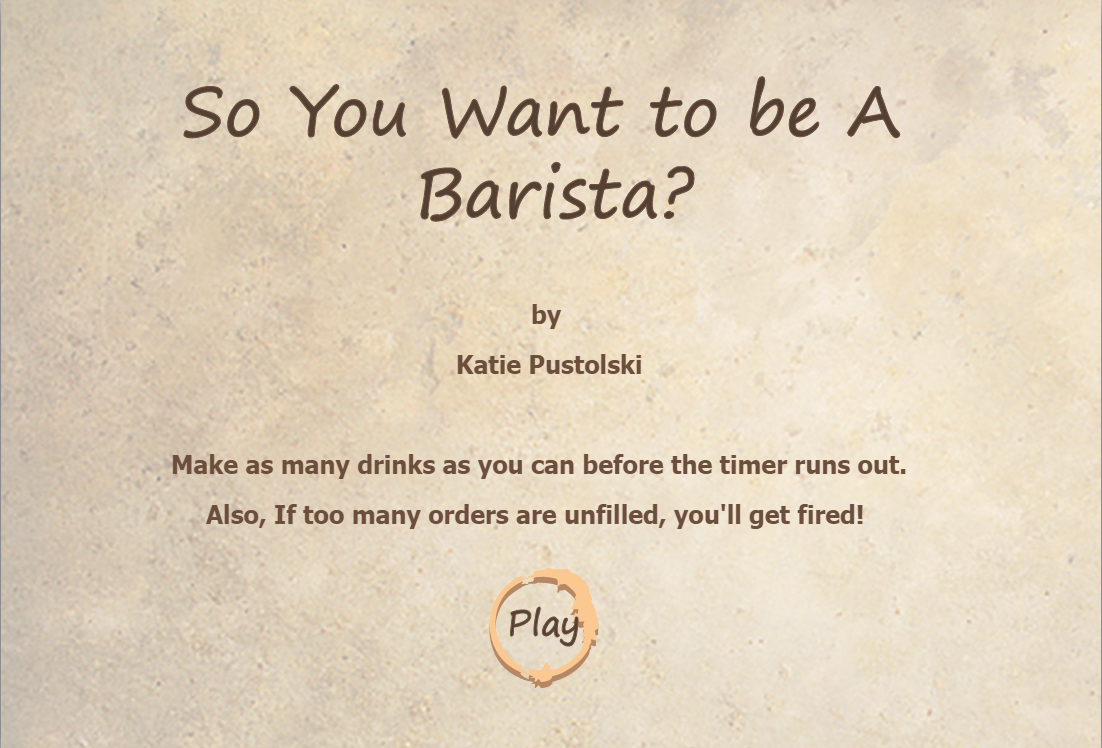 So You Want to be A
Barista?
by
Katie Pustolski
Make as many drinks as you can before the timer runs out.
Also, If too many orders are unfilled, you'll get fired!
Play